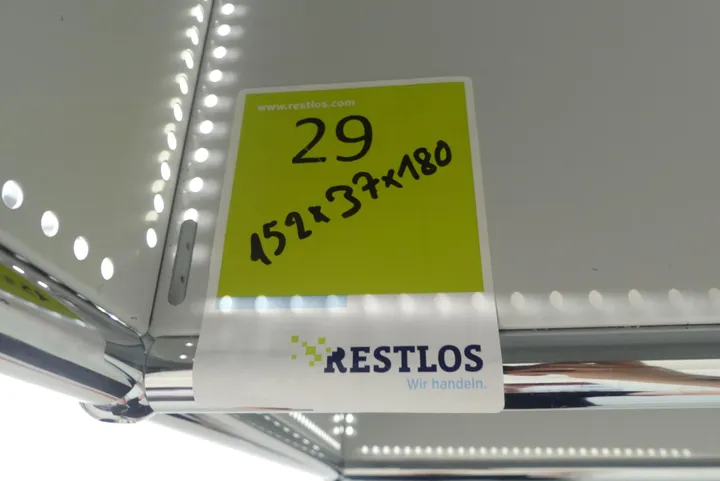 www.restlos.com
29
152x37x180
RESTLOS
Wir handeln.